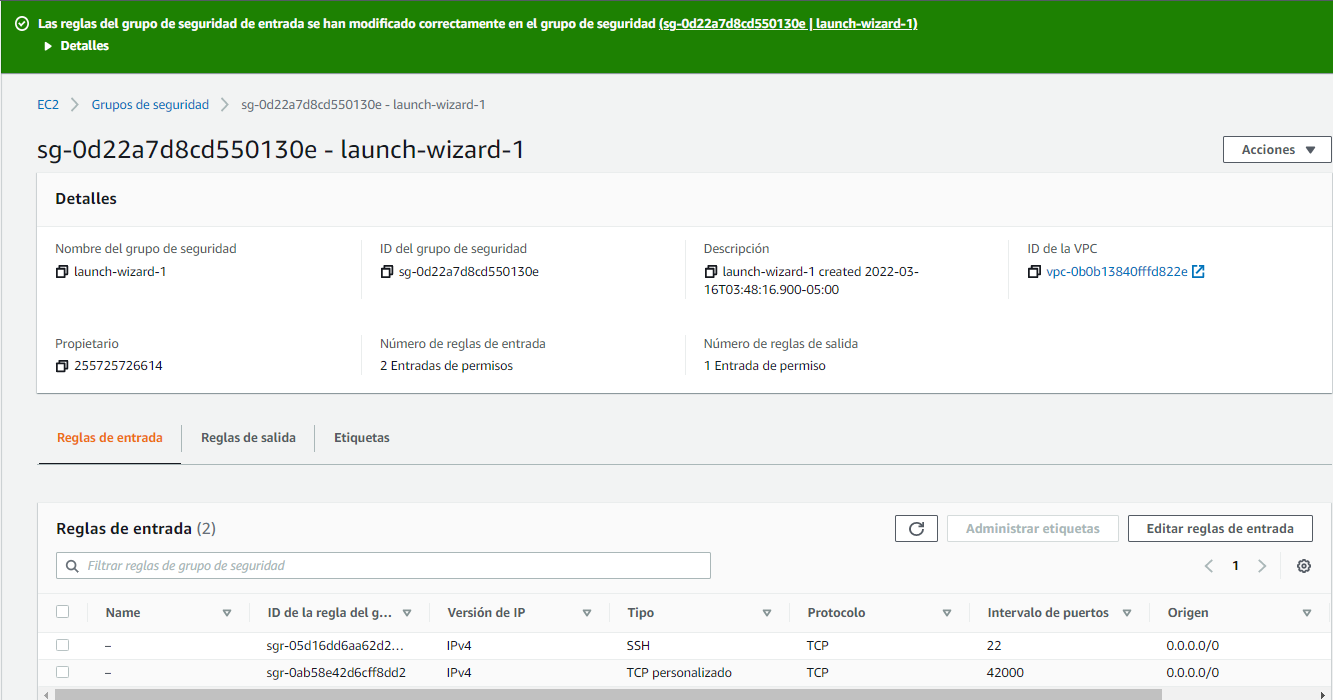 Las reglas del grupo de seguridad de entrada se han modificado correctamente en el grupo de seguridad (sg-0d22a7d8cd550130e | launch-wizard-1)
Detalles
EC2 Grupos de seguridad sg-0d22a7d8cd550130e - launch-wizard-1
sg-0d22a7d8cd550130e - launch-wizard-1
Acciones
Detalles
Nombre del grupo de seguridad
launch-wizard-1
ID del grupo de seguridad
sg-0d22a7d8cd550130e
Descripción
launch-wizard-1 created 2022-03-
16T03:48:16.900-05:00
ID de la VPC
vpc-0b0b13840fffd822e
Propietario
255725726614
Número de reglas de entrada
2 Entradas de permisos
Número de reglas de salida
1 Entrada de permiso
Reglas de entrada Reglas de salida Etiquetas
Reglas de entrada (2)
Administrar etiquetas Editar reglas de entrada
Filtrar reglas de grupo de seguridad
1
Name ID de la regla del g... Versión de IP Tipo Protocolo Intervalo de puertos Origen
– sgr-05d16dd6aa62d2... IPv4 SSH TCP 22 0.0.0.0/0
– sgr-0ab58e42d6cff8dd2 IPv4 TCP personalizado TCP 42000 0.0.0.0/0